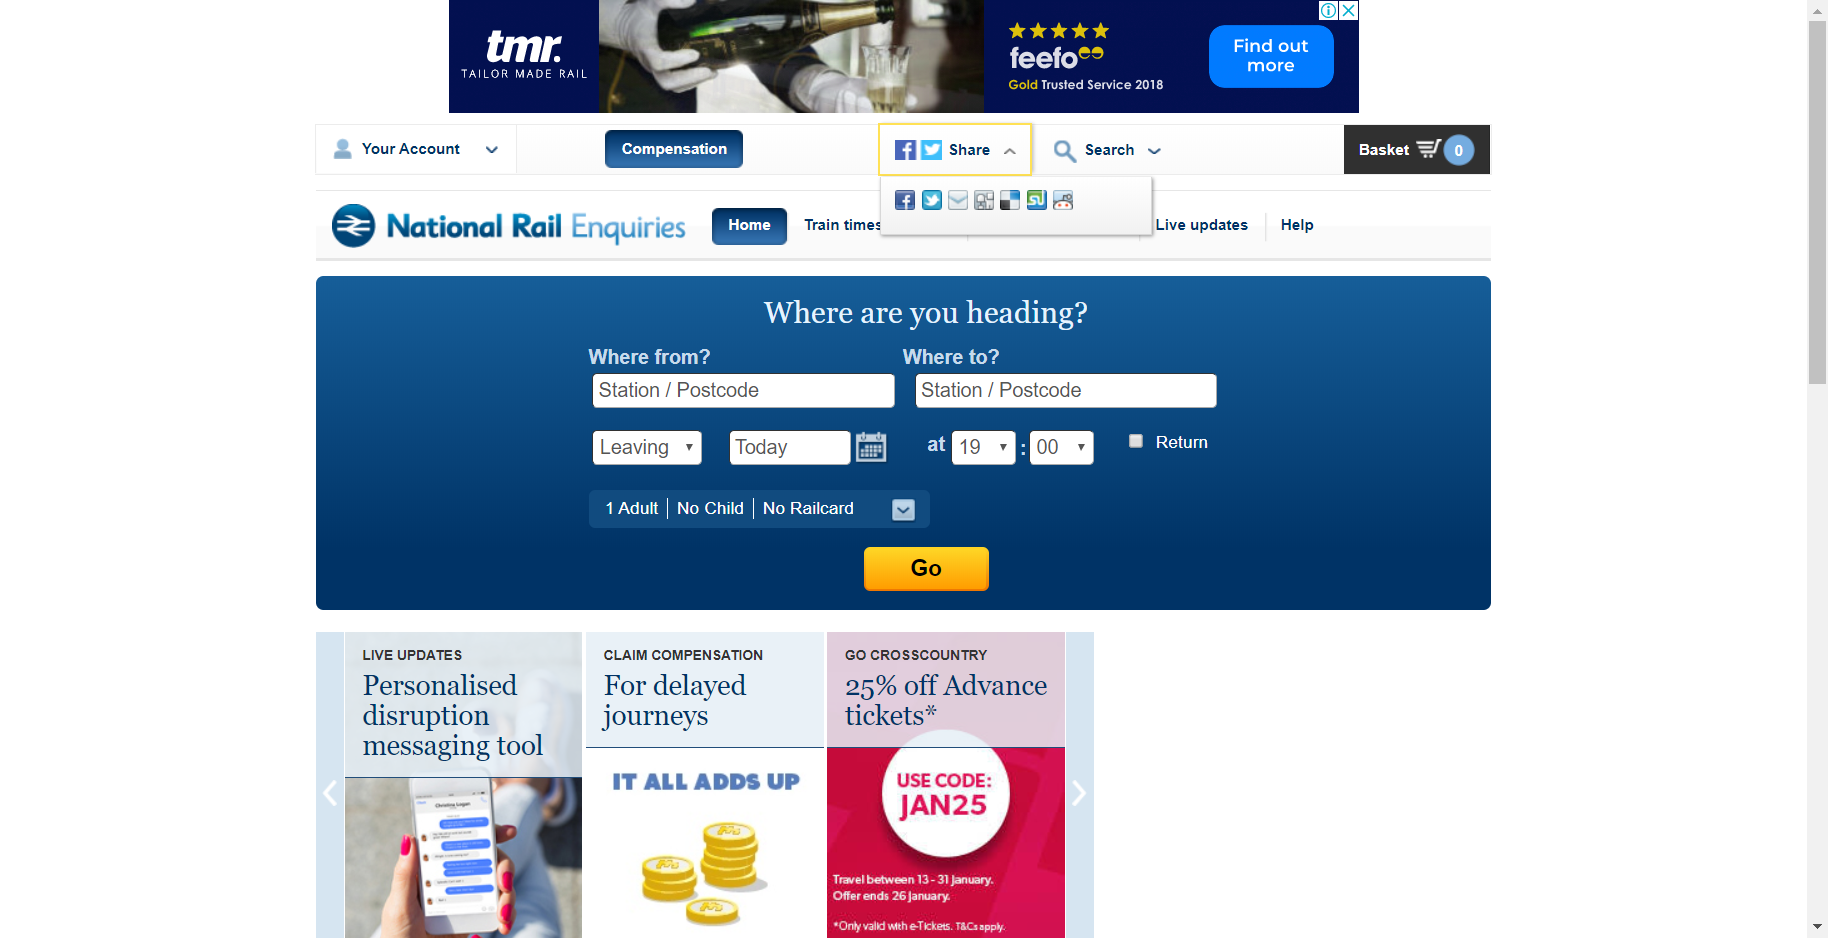 tmr.
TAILOR MADE RAIL
feefo
Gold Trusted Service 2018
Find out
more
Your Account
Compensation
Share
Search
Basket 0
National Rail Enquiries
Home
Train times
Live updates
Help
Where are you heading?
Where from?
Where to?
Station / Postcode
Station / Postcode
Leaving
Today
at 19 : 00
Return
1 Adult
No Child
No Railcard
Go
LIVE UPDATES
Personalised
disruption
messaging tool
CLAIM COMPENSATION
For delayed
journeys
IT ALL ADDS UP
GO CROSSCOUNTRY
25% off Advance
tickets*
USE CODE:
JAN25
Travel between 13 - 31 January.
Offer ends 26 January.
*Only valid with e-Tickets. T&Cs apply.